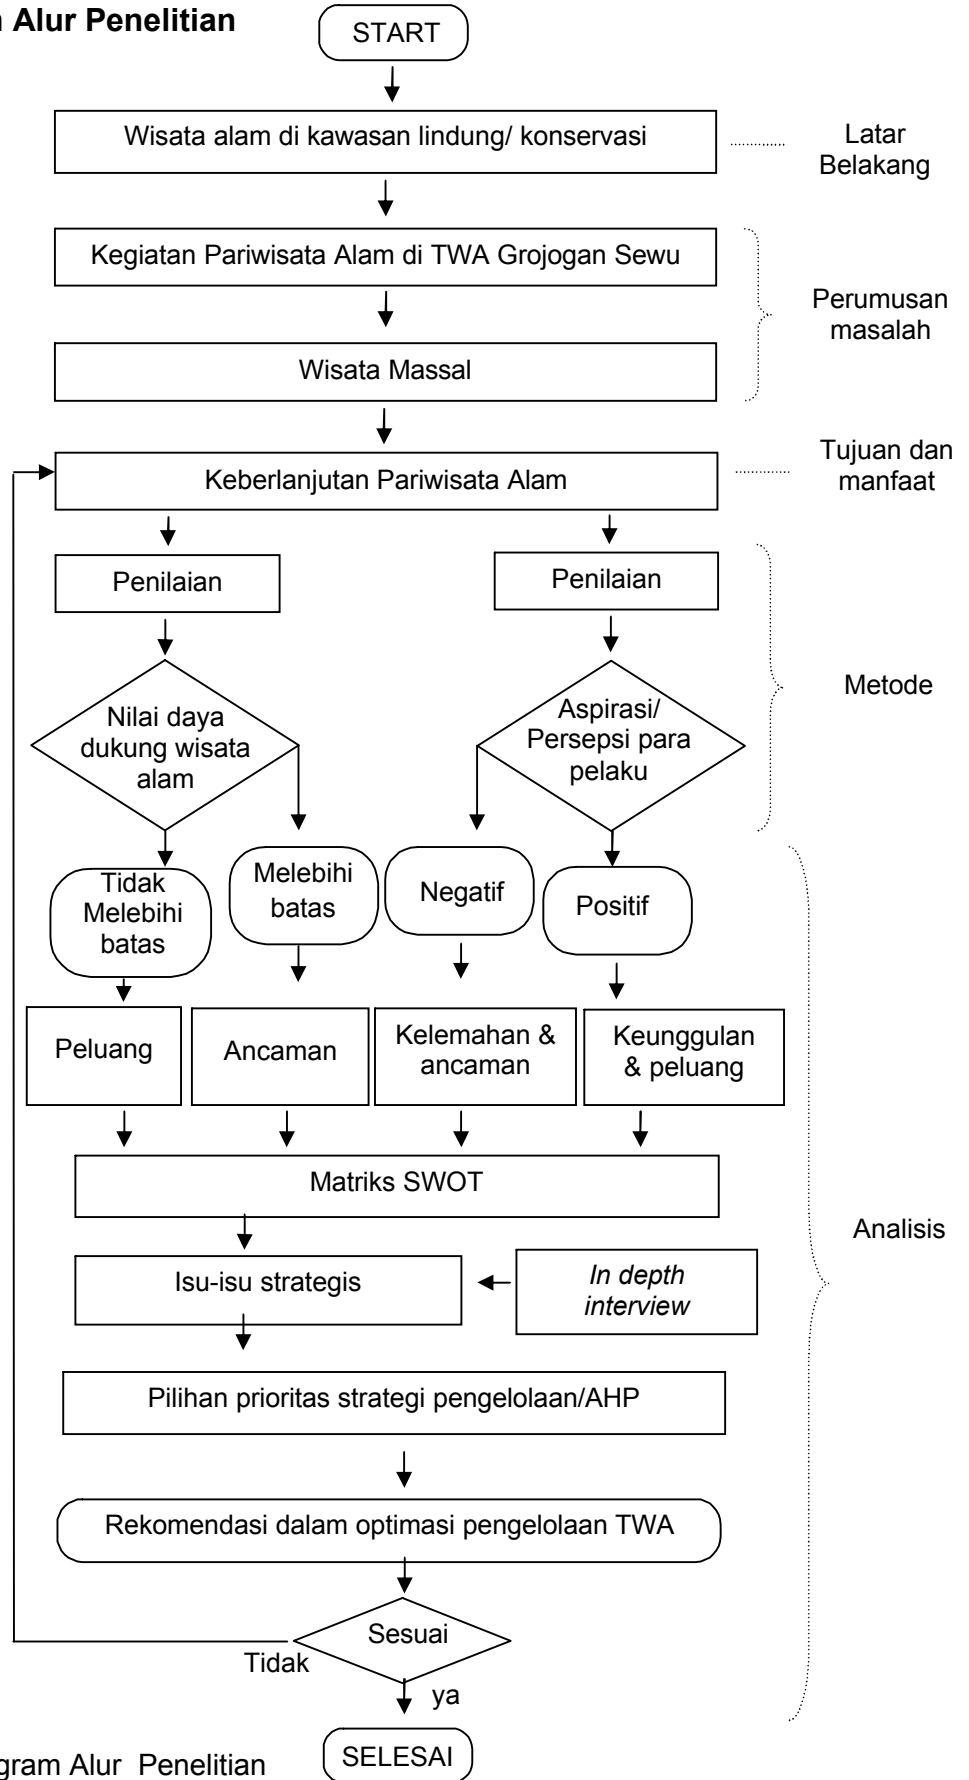 Alur Penelitian
START
Wisata alam di kawasan lindung/ konservasi
Latar
Belakang
Kegiatan Pariwisata Alam di TWA Grojogan Sewu
Perumusan
masalah
Wisata Massal
Tujuan dan
manfaat
Keberlanjutan Pariwisata Alam
Penilaian
Penilaian
Metode
Nilai daya
dukung wisata
alam
Aspirasi/
Persepsi para
pelaku
Tidak
Melebihi
batas
Melebihi
batas
Negatif
Positif
Peluang
Ancaman
Kelemahan &
ancaman
Keunggulan
& peluang
Matriks SWOT
Analisis
Isu-isu strategis
In depth
interview
Pilihan prioritas strategi pengelolaan/AHP
Rekomendasi dalam optimasi pengelolaan TWA
Sesuai
Tidak
ya
SELESAI
gram Alur Penelitian